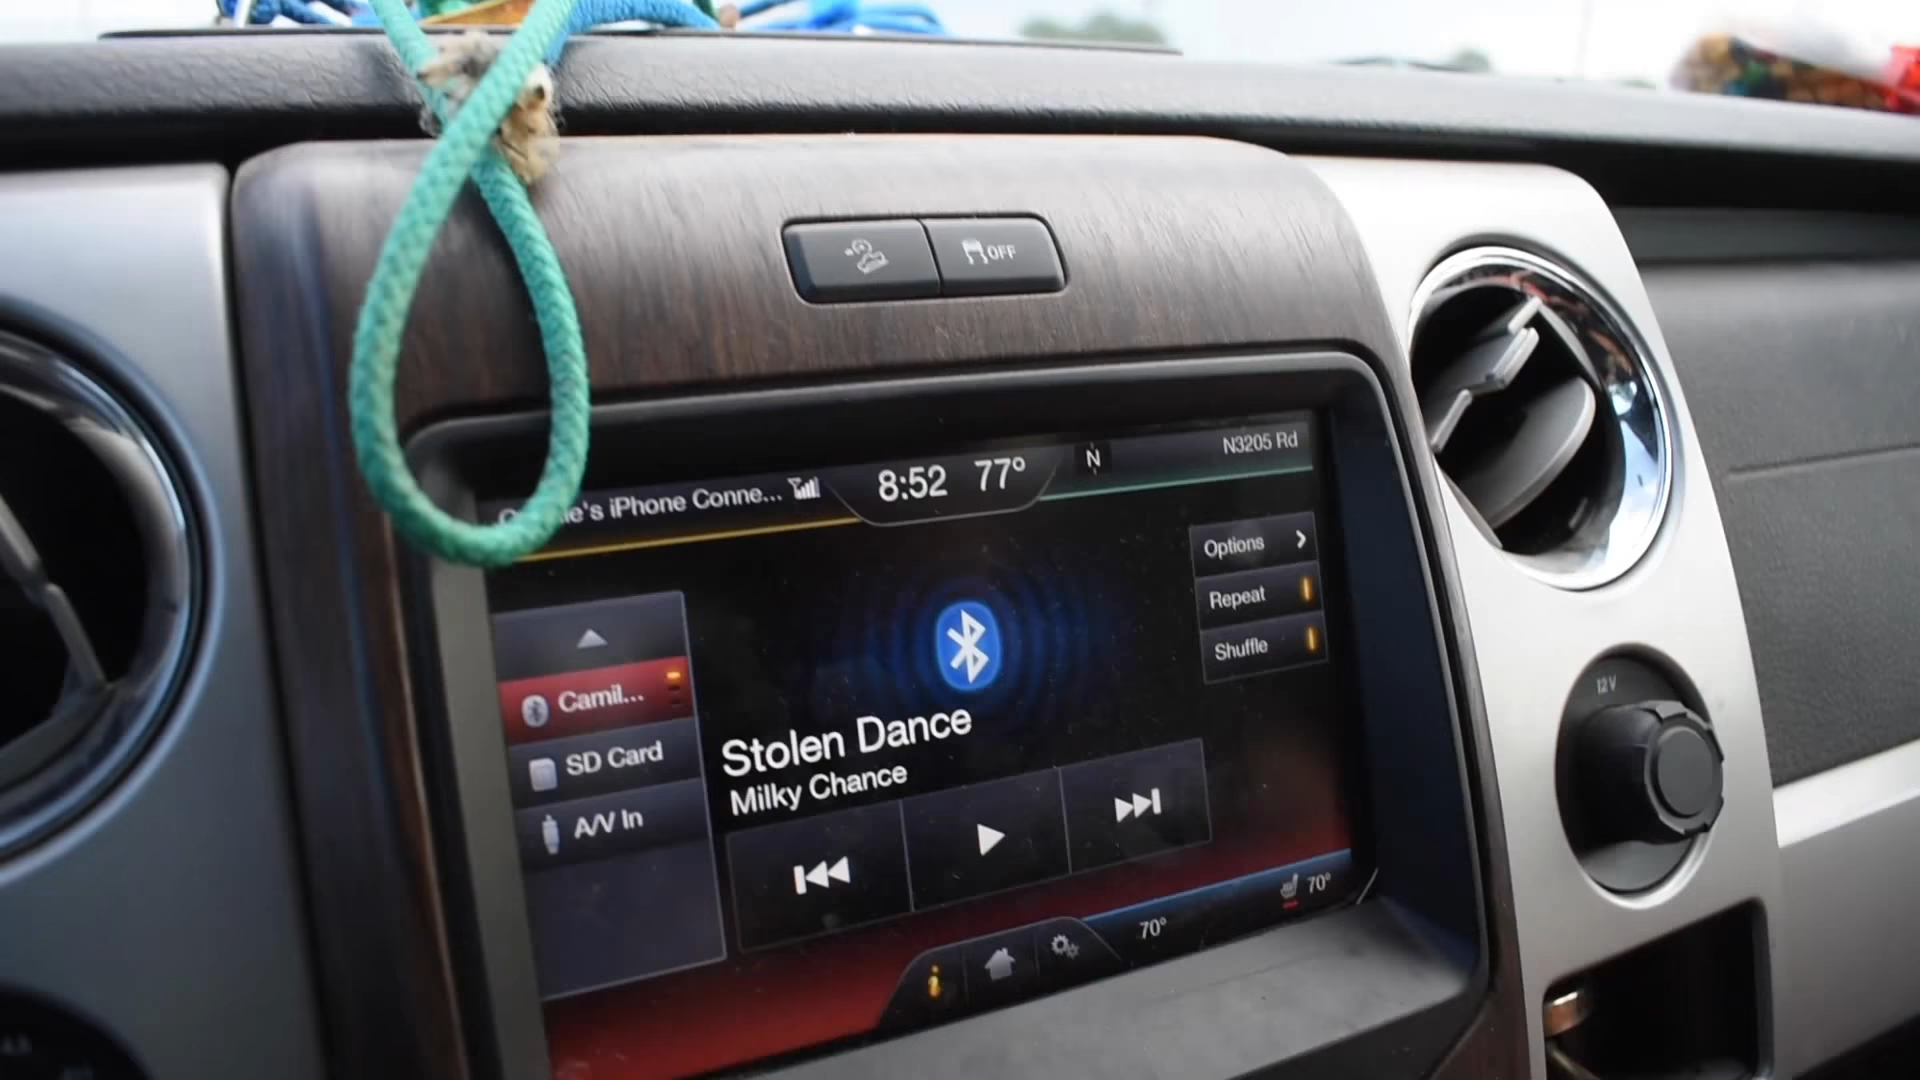 OFF
's iPhone Conne...
8:52 77°
N
N3205 Rd
Options
Repeat
Shuffle
Camil...
SD Card
A/V In
Stolen Dance
Milky Chance
70°
70°
12V